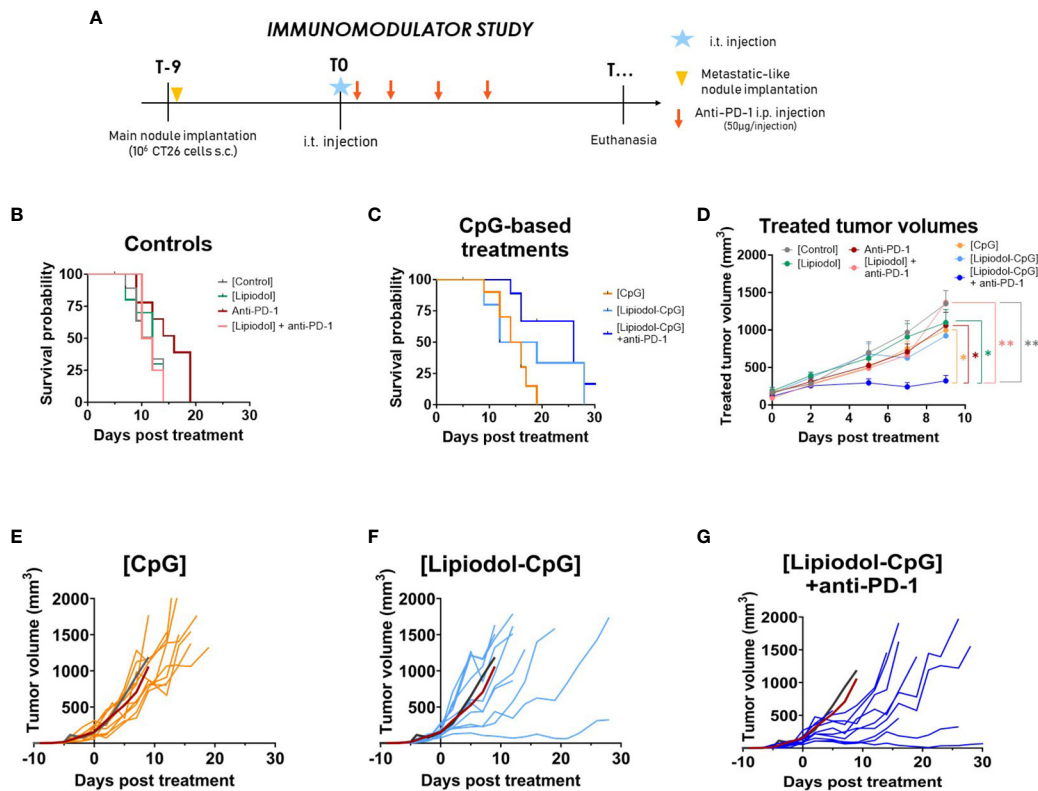 A
IMMUNOMODULATOR STUDY
T-9
T0
T...
Main nodule implantation
(10⁶ CT26 cells s.c.)
i.t. injection
Euthanasia
i.t. injection
Metastatic-like
nodule implantation
Anti-PD-1 i.p. injection
(50µg/injection)
B
Controls
Survival probability
100
75
50
25
0
0 10 20 30
Days post treatment
[Control]
[Lipiodol]
Anti-PD-1
[Lipiodol] + anti-PD-1
C
CpG-based
treatments
Survival probability
100
75
50
25
0
0 10 20 30
Days post treatment
[CpG]
[Lipiodol-CpG]
[Lipiodol-CpG]
+anti-PD-1
D
Treated tumor volumes
Treated tumor volume (mm³)
2000
1500
1000
500
0
0 2 4 6 8 10
Days post treatment
[Control]
[Lipiodol]
Anti-PD-1
[Lipiodol] +
anti-PD-1
[CpG]
[Lipiodol-CpG]
[Lipiodol-CpG]
+ anti-PD-1
* * * ** **
E
[CpG]
Tumor volume (mm³)
2000
1500
1000
500
-10 0 10 20 30
Days post treatment
F
[Lipiodol-CpG]
Tumor volume (mm³)
2000
1500
1000
500
-10 0 10 20 30
Days post treatment
G
[Lipiodol-CpG]
+anti-PD-1
Tumor volume (mm³)
2000
1500
1000
500
-10 0 10 20 30
Days post treatment